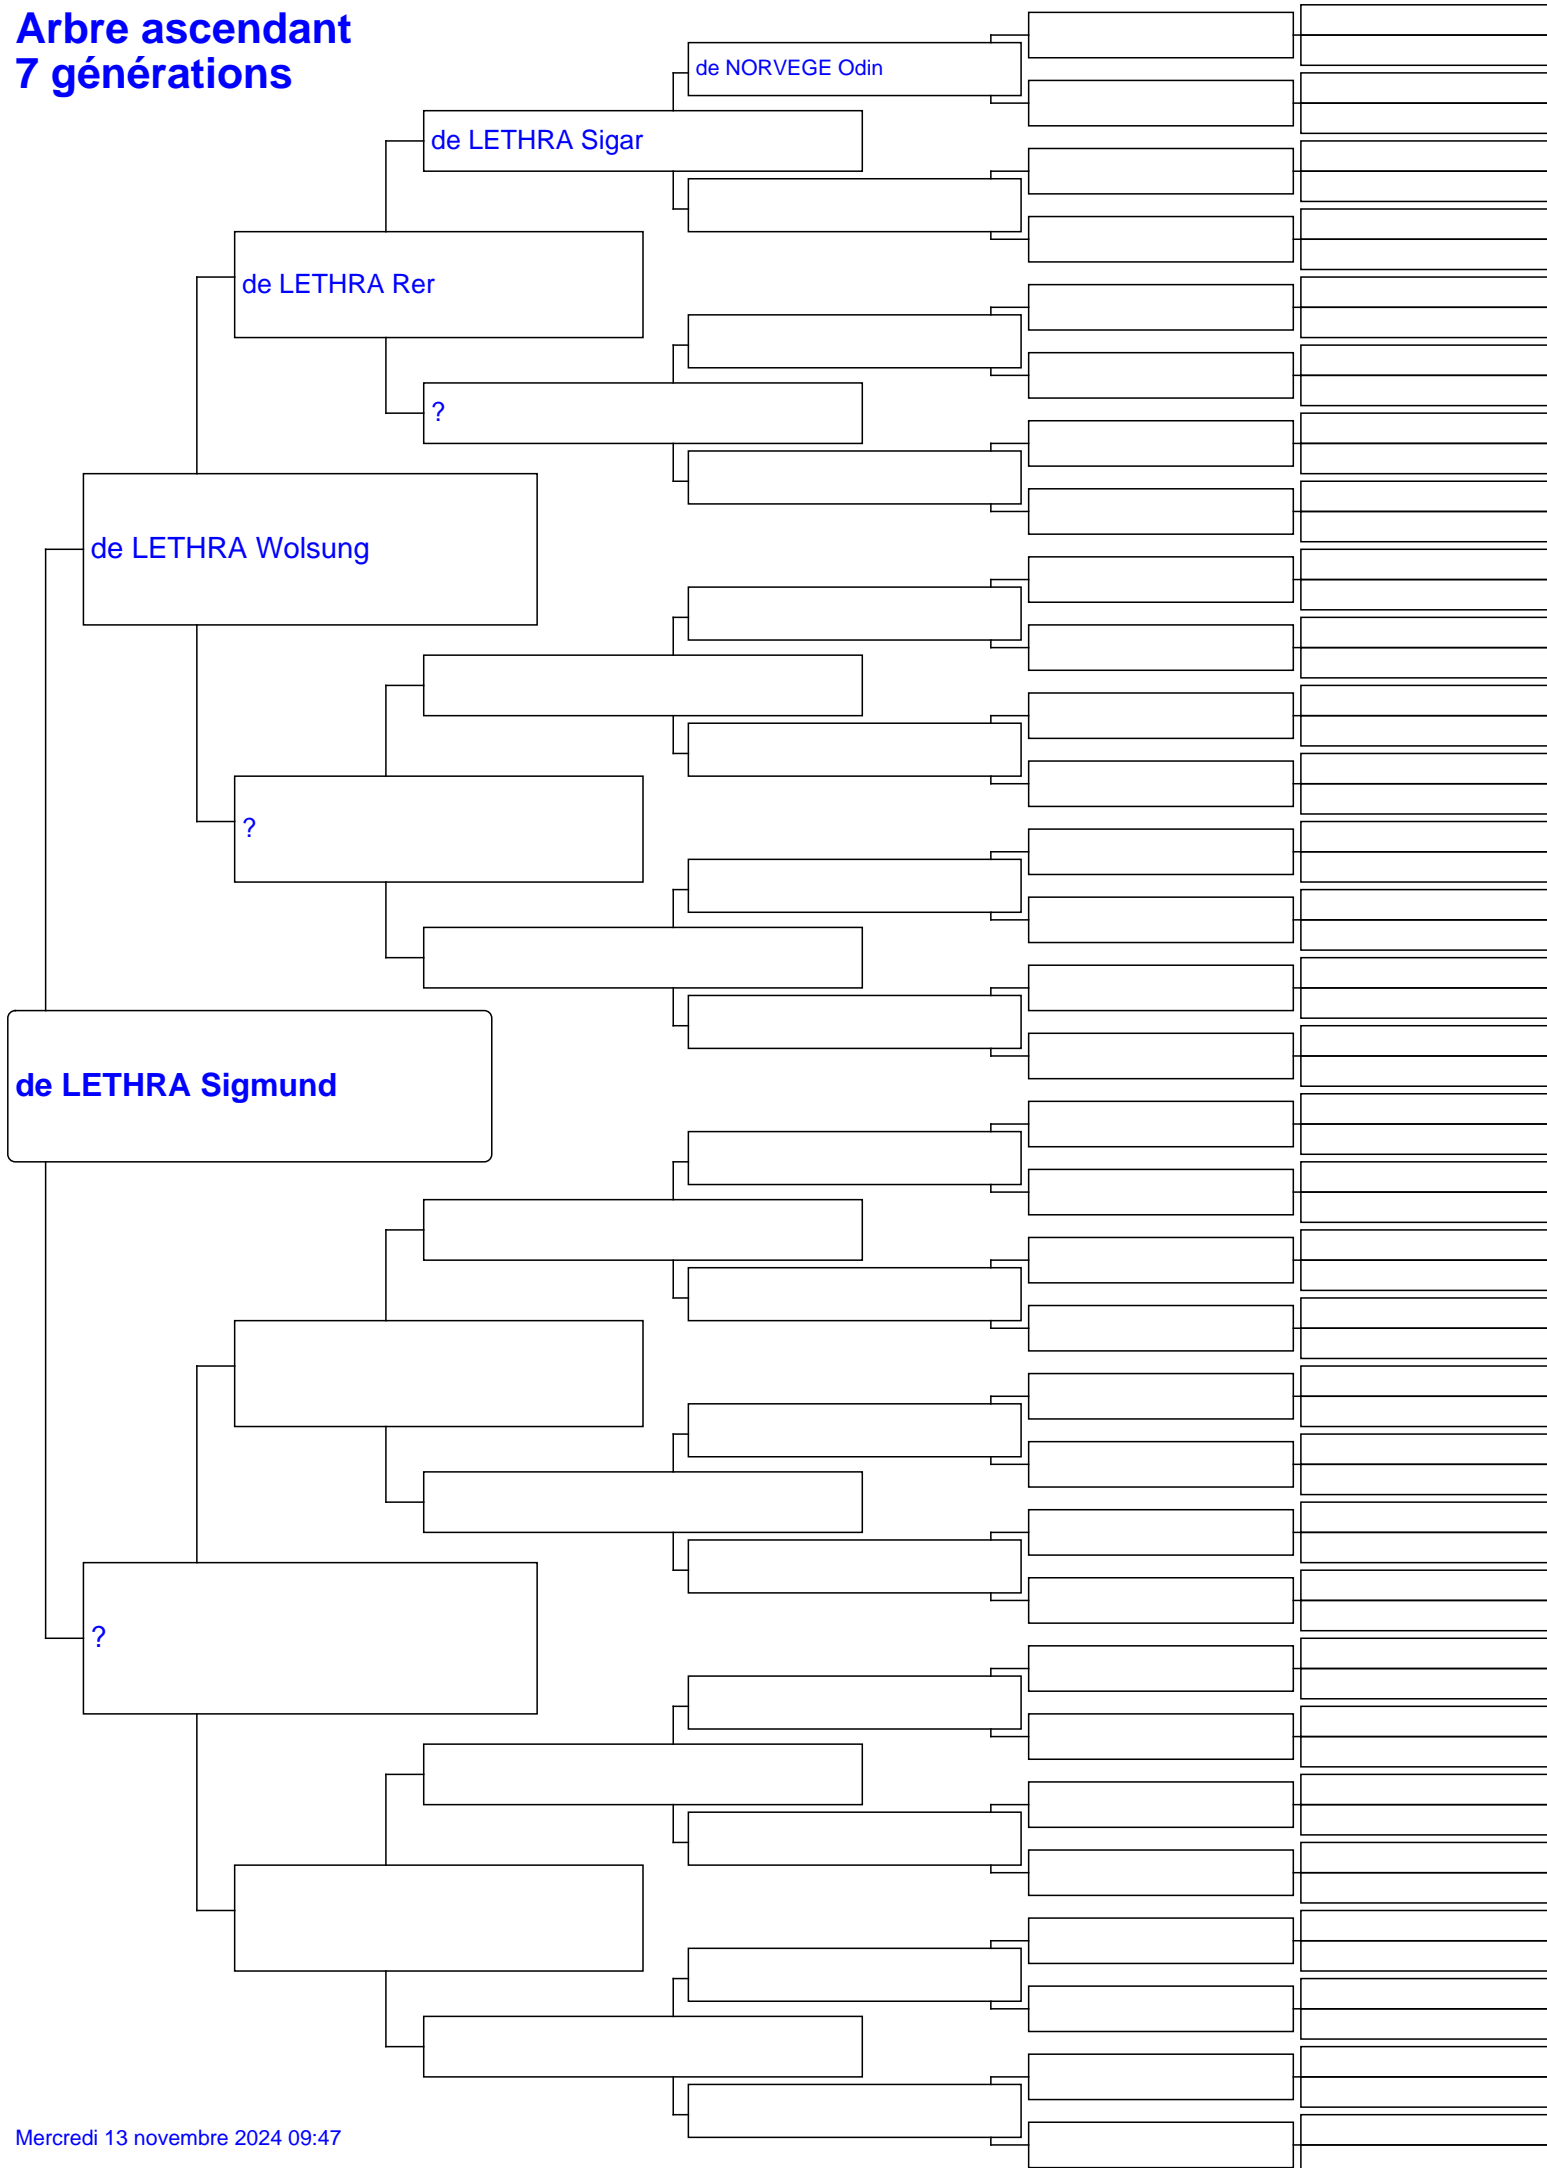 Arbre ascendant
7 générations
de NORVEGE Odin
de LETHRA Sigar
de LETHRA Rer
?
de LETHRA Wolsung
?
de LETHRA Sigmund
?
Mercredi 13 novembre 2024 09:47